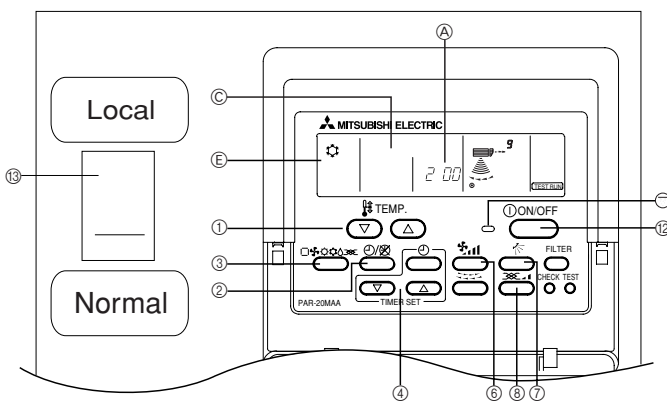 Ⓐ
Local
Ⓒ
MITSUBISHI ELECTRIC
Ⓔ
9
2 00
TEST RUN
⑬
TEMP.
ON/OFF
①
⑫
③
FILTER
②
CHECK TEST
Normal
PAR-20MAA
TIMER SET
④
⑥
⑧
⑦